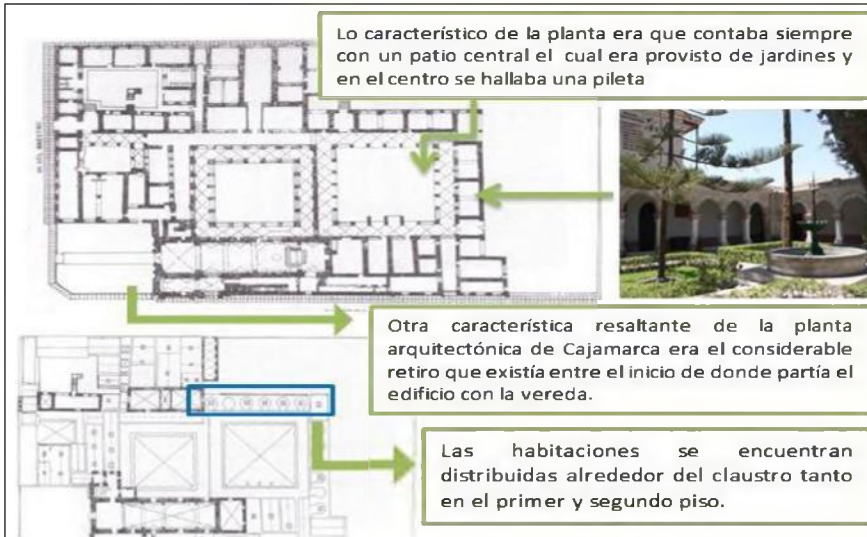 Lo característico de la planta era que contaba siempre
con un patio central el cual era provisto de jardines y
en el centro se hallaba una pileta
Otra característica resaltante de la planta
arquitectónica de Cajamarca era el considerable
retiro que existía entre el inicio de donde partía el
edificio con la vereda.
Las habitaciones se encuentran
distribuidas alrededor del claustro tanto
en el primer y segundo piso.